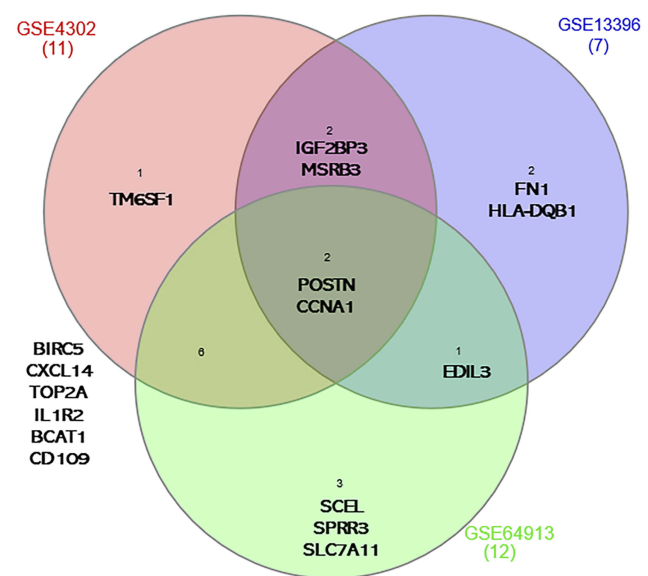 GSE4302
(11)
GSE13396
(7)
2
IGF2BP3
MSRB3
1
TM6SF1
2
FN1
HLA-DQB1
2
POSTN
CCNA1
BIRC5
CXCL14
TOP2A
IL1R2
BCAT1
CD109
6
1
EDIL3
3
SCEL
SPRR3
SLC7A11
GSE64913
(12)